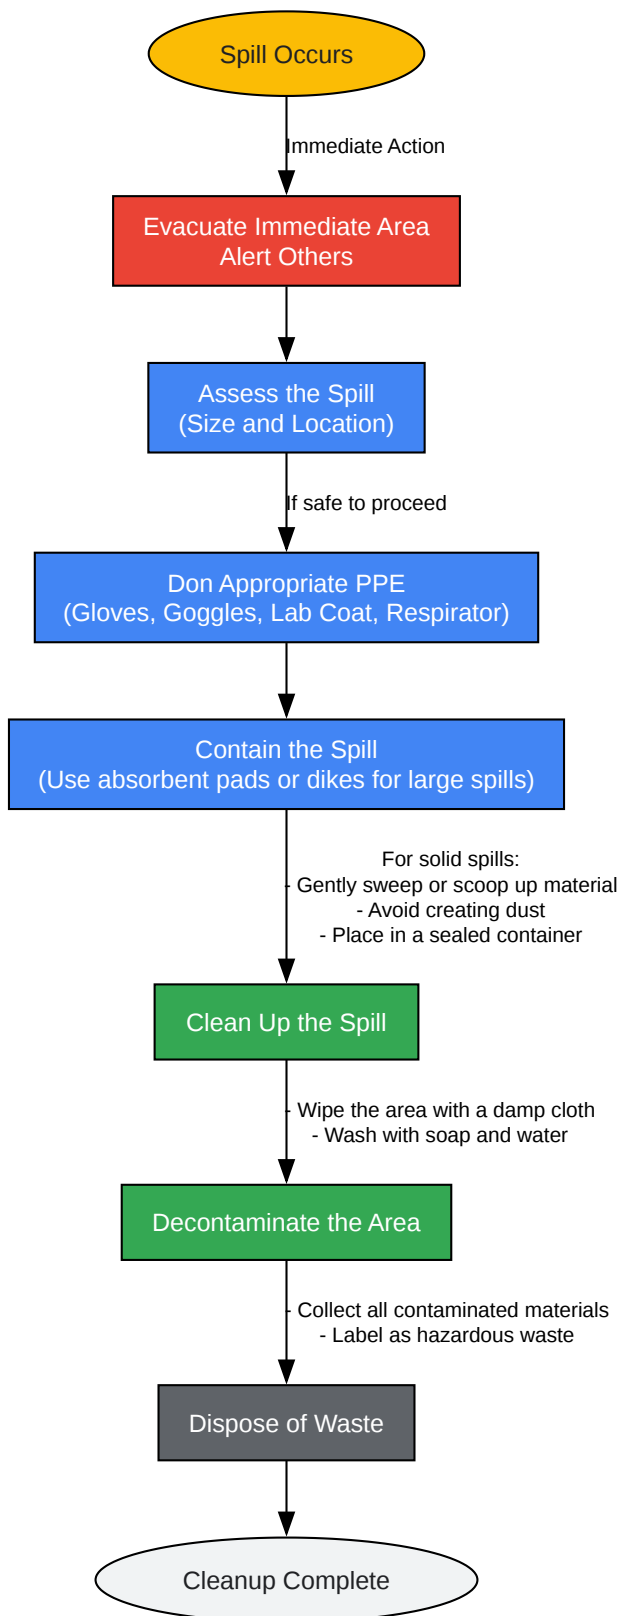 Spill Occurs
Immediate Action
Evacuate Immediate Area
Alert Others
Assess the Spill
(Size and Location)
If safe to proceed
Don Appropriate PPE
(Gloves, Goggles, Lab Coat, Respirator)
Contain the Spill
(Use absorbent pads or dikes for large spills)
For solid spills:
- Gently sweep or scoop up material
- Avoid creating dust
- Place in a sealed container
Clean Up the Spill
- Wipe the area with a damp cloth
- Wash with soap and water
Decontaminate the Area
- Collect all contaminated materials
- Label as hazardous waste
Dispose of Waste
Cleanup Complete